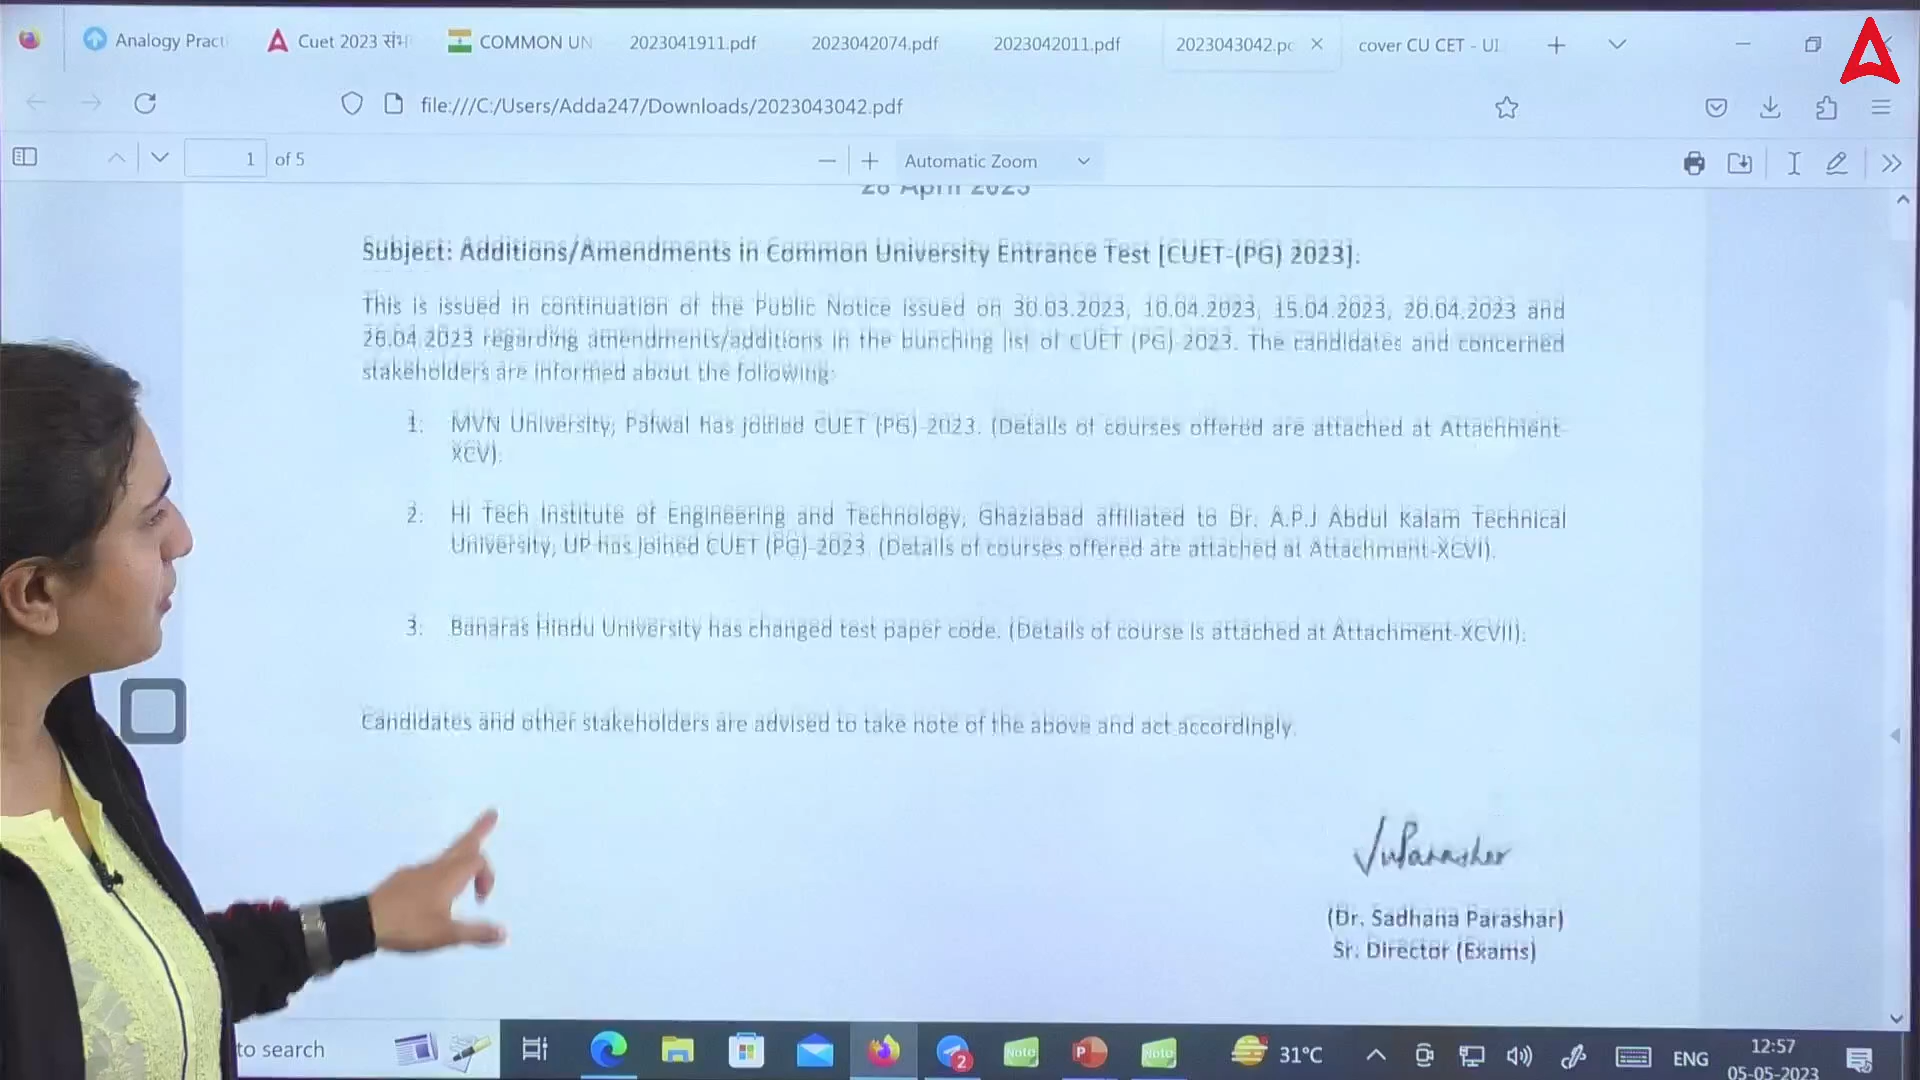 Analogy Practi
Cuet 2023 संभ
COMMON UN
2023041911.pdf
2023042074.pdf
2023042011.pdf
2023043042.pc
cover CU CET - UI
file:///C:/Users/Adda247/Downloads/2023043042.pdf
1 of 5
Automatic Zoom
April 2023
Subject: Additions/Amendments in Common University Entrance Test [CUET-(PG) 2023].
This is issued in continuation of the Public Notice issued on 30.03.2023, 10.04.2023, 15.04.2023, 20.04.2023 and
26.04.2023 regarding amendments/additions in the bunching list of CUET (PG)-2023. The candidates and concerned
stakeholders are informed about the following:
1. MVN University, Palwal has joined CUET (PG)-2023. (Details of courses offered are attached at Attachment-
XCV).
2. Hi Tech Institute of Engineering and Technology, Ghaziabad affiliated to Dr. A.P.J Abdul Kalam Technical
University, UP has joined CUET (PG)-2023. (Details of courses offered are attached at Attachment-XCVI).
3. Banaras Hindu University has changed test paper code. (Details of course is attached at Attachment-XCVII).
Candidates and other stakeholders are advised to take note of the above and act accordingly.
(Dr. Sadhana Parashar)
Sr. Director (Exams)
to search
2
Note
P
Note
31°C
ENG
12:57
05-05-2023